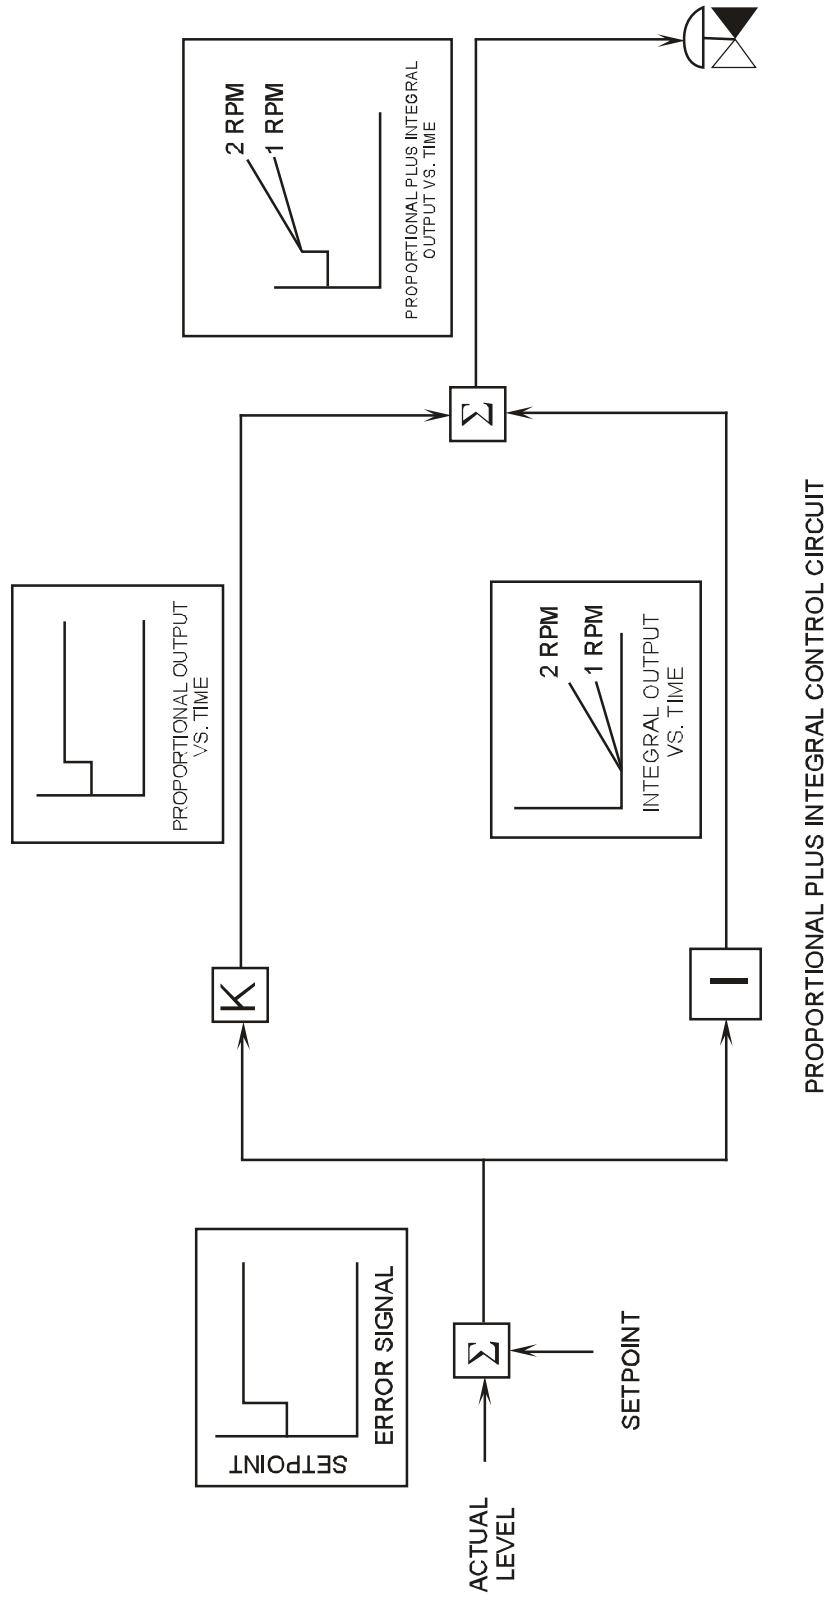 ACTUAL
LEVEL
SETPOINT
Σ
SETPOINT
ERROR SIGNAL
K
I
PROPORTIONAL OUTPUT
VS. TIME
2 RPM
1 RPM
INTEGRAL OUTPUT
VS. TIME
Σ
2 RPM
1 RPM
PROPORTIONAL PLUS INTEGRAL
OUTPUT VS. TIME
PROPORTIONAL PLUS INTEGRAL CONTROL CIRCUIT